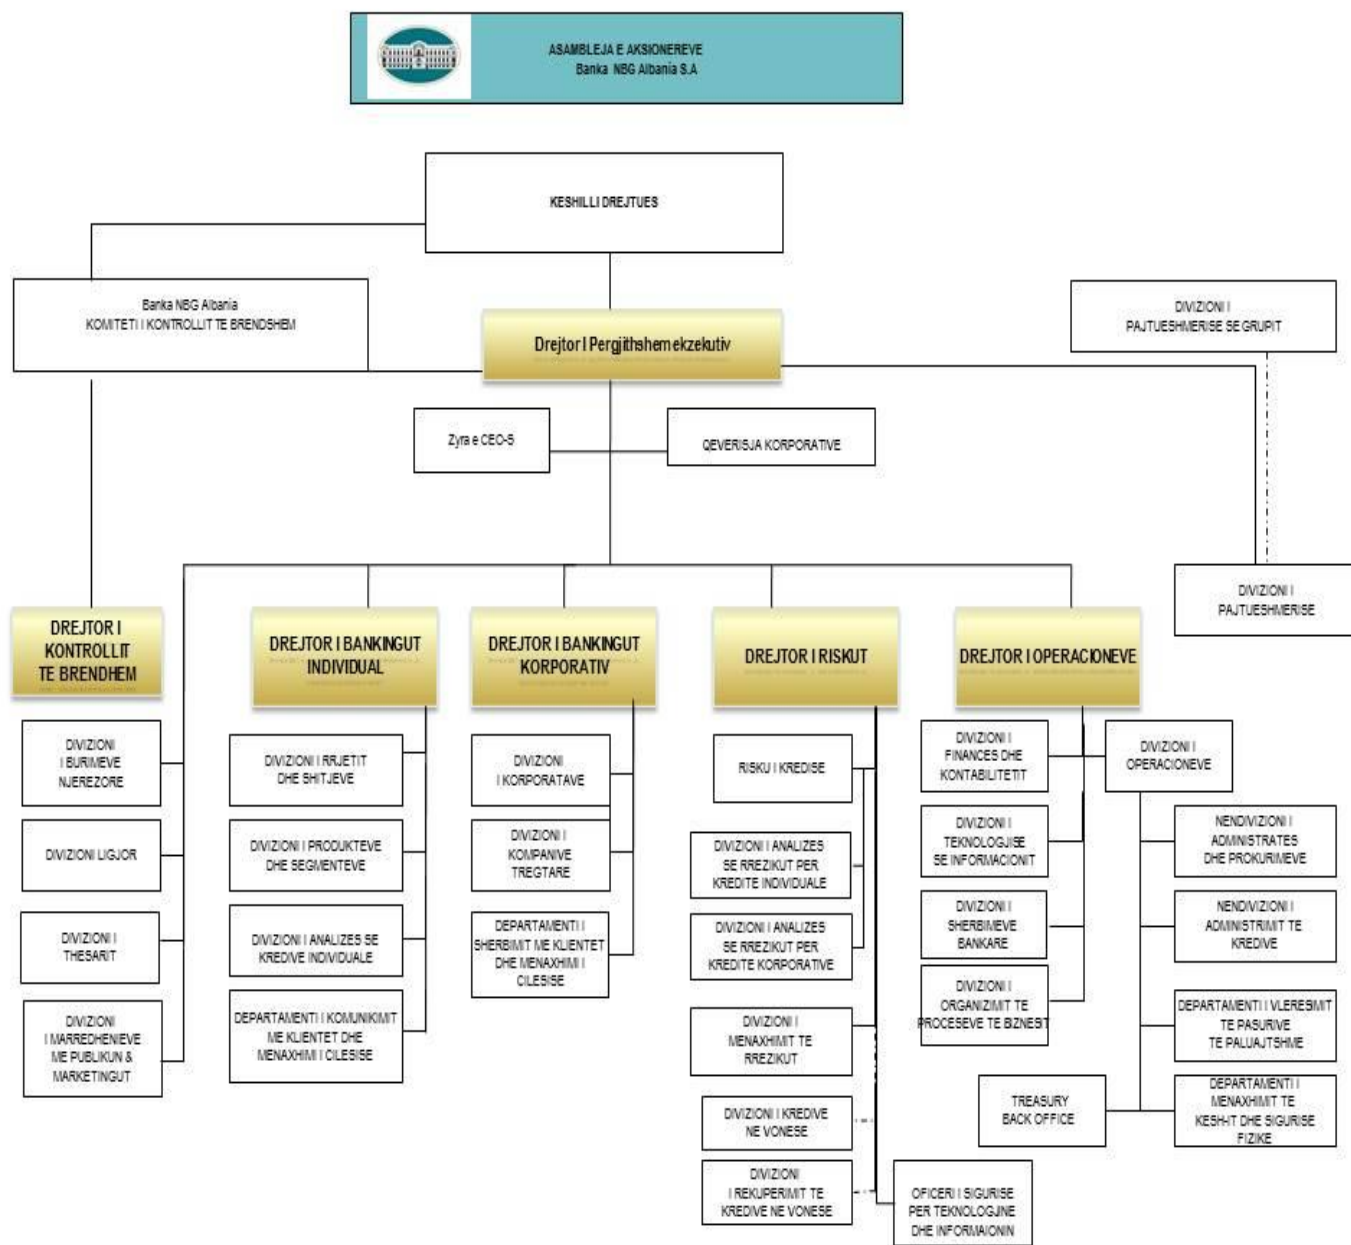 ASAMBLEJA E AKSIONEREVE
Banka NBG Albania S.A
KESHILLI DREJTUES
Banka NBG Albania
KOMITETI I KONTROLLIT TE BRENDSHEM
Drejtor I Pergjithshem ekzekutiv
DIVIZIONI I
PAJTUESHMERISE SE GRUPIT
Zyra e CEO-S
QEVERISJA KORPORATIVE
DIVIZIONI I
PAJTUESHMERISE
DREJTOR I
KONTROLLIT
TE BRENDHEM
DREJTOR I BANKINGUT
INDIVIDUAL
DREJTOR I BANKINGUT
KORPORATIV
DREJTOR I RISKUT
DREJTOR I OPERACIONEVE
DIVIZIONI
I BURIMEVE
NJEREZORE
DIVIZIONI LIGJOR
DIVIZIONI I
THESARIT
DIVIZIONI
I MARREDHENIEVE
ME PUBLIKUN &
MARKETINGUT
DIVIZIONI I RRJETIT
DHE SHITJEVE
DIVIZIONI I PRODUKTEVE
DHE SEGMENTEVE
DIVIZIONI I ANALIZES SE
KREDIVE INDIVIDUALE
DEPARTAMENTI I KOMUNIKIMIT
ME KLIENTET DHE
MENAXHIMI I CILESISE
DIVIZIONI
I KORPORATAVE
DIVIZIONI I
KOMPANIVE
TREGTARE
DEPARTAMENTI I
SHERBIMIT ME KLIENTET
DHE MENAXHIMI I
CILESISE
RISKU I KREDISE
DIVIZIONI I ANALIZES
SE RREZIKUT PER
KREDITE INDIVIDUALE
DIVIZIONI I ANALIZES
SE RREZIKUT PER
KREDITE KORPORATIVE
DIVIZIONI I
MENAXHIMIT TE
RREZIKUT
DIVIZIONI I KREDIVE
NE VONESE
DIVIZIONI
I REKUPERIMIT TE
KREDIVE NE VONESE
OFICERI I SIGURISE
PER TEKNOLOGJINE
DHE INFORMAIONIN
DIVIZIONI I
FINANCES DHE
KONTABILITETIT
DIVIZIONI I
TEKNOLOGJISE
SE INFORMACIONIT
DIVIZIONI I
SHERBIMEVE
BANKARE
DIVIZIONI I
ORGANIZIMIT TE
PROCESEVE TE BIZNESIT
DIVIZIONI I
OPERACIONEVE
NENDIVIZIONI I
ADMINISTRATES
DHE PROKURIMEVE
NENDIVIZIONI I
ADMINISTRIMIT TE
KREDIVE
DEPARTAMENTI I VLERESIMIT
TE PASURIVE
TE PALUAJTSHME
TREASURY
BACK OFFICE
DEPARTAMENTI I
MENAXHIMIT TE
KESH-IT DHE SIGURISE
FIZIKE